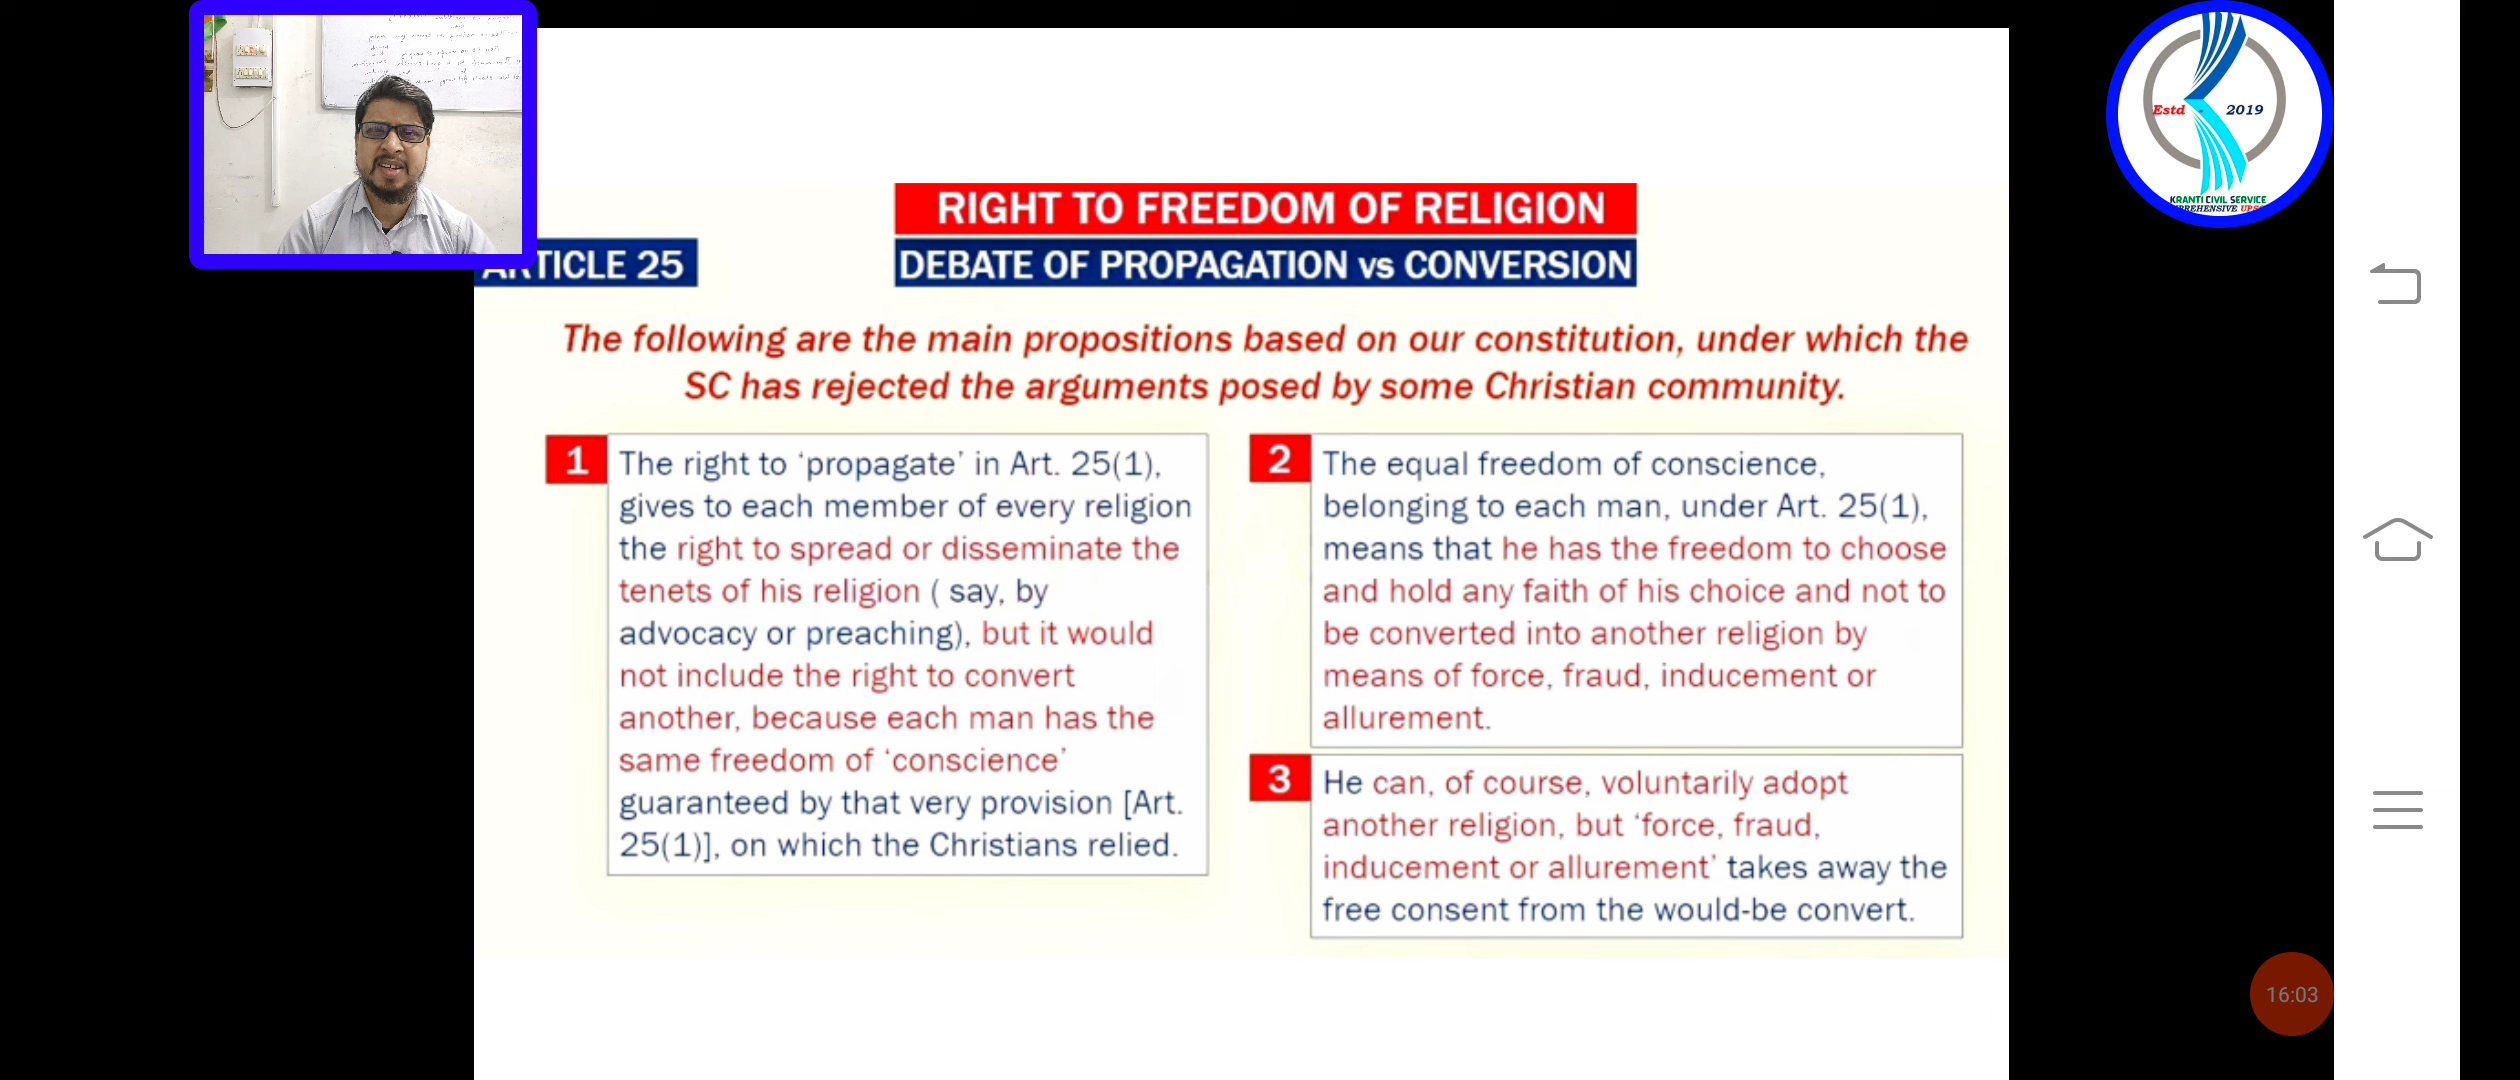 RIGHT TO FREEDOM OF RELIGION
ARTICLE 25
DEBATE OF PROPAGATION vs CONVERSION
The following are the main propositions based on our constitution, under which the
SC has rejected the arguments posed by some Christian community.
1
The right to ‘propagate’ in Art. 25(1),
gives to each member of every religion
the right to spread or disseminate the
tenets of his religion ( say, by
advocacy or preaching), but it would
not include the right to convert
another, because each man has the
same freedom of ‘conscience’
guaranteed by that very provision [Art.
25(1)], on which the Christians relied.
2
The equal freedom of conscience,
belonging to each man, under Art. 25(1),
means that he has the freedom to choose
and hold any faith of his choice and not to
be converted into another religion by
means of force, fraud, inducement or
allurement.
3
He can, of course, voluntarily adopt
another religion, but ‘force, fraud,
inducement or allurement’ takes away the
free consent from the would-be convert.
Estd 2019
KRANTI CIVIL SERVICE
16:03